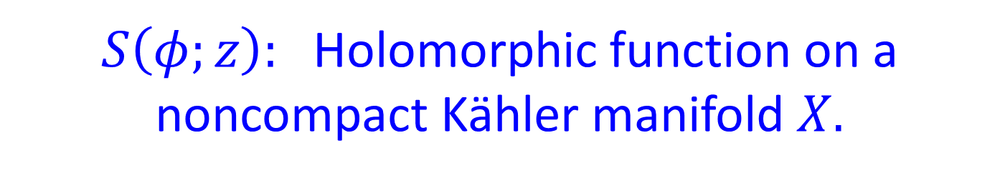 𝑆(𝜙; 𝑧): Holomorphic function on a
noncompact Kähler manifold 𝑋.